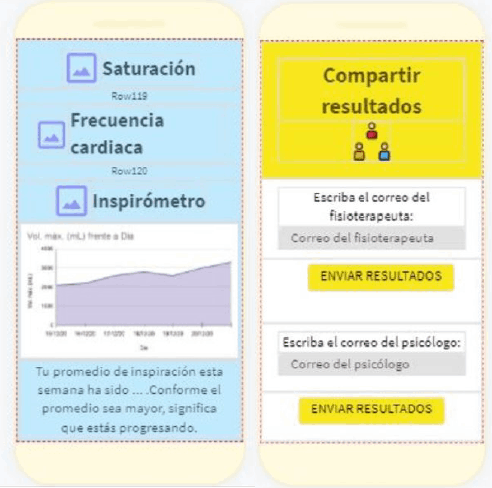 Saturación
Row119
Frecuencia
cardiaca
Row120
Inspirómetro
Vol. máx. (mL) frente a Día
Tu promedio de inspiración esta
semana ha sido ... .Conforme el
promedio sea mayor, significa
que estás progresando.
Compartir
resultados
Escriba el correo del
fisioterapeuta:
Correo del fisioterapeuta
ENVIAR RESULTADOS
Escriba el correo del psicólogo:
Correo del psicólogo
ENVIAR RESULTADOS